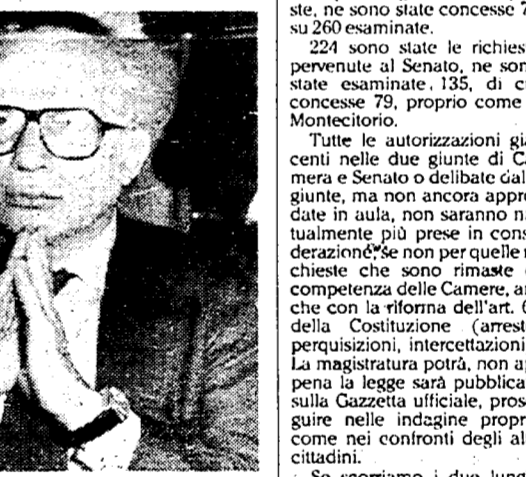 ste, ne sono state concesse 7
su 260 esaminate.
224 sono state le richies
pervenute al Senato, ne son
state esaminate, 135, di c
concesse 79, proprio come
Montecitorio.
Tutte le autorizzazioni gia
centi nelle due giunte di C
mera e Senato o delibate dal
giunte, ma non ancora appro
date in aula, non saranno na
tualmente più prese in cons
derazione, se non per quelle r
chieste che sono rimaste
competenza delle Camere, an
che con la riforma dell'art. 6
della Costituzione (arrest
perquisizioni, intercettazioni
La magistratura potrà, non ap
pena la legge sarà pubblica
sulla Gazzetta ufficiale, pros
guire nelle indagine propr
come nei confronti degli al
cittadini.